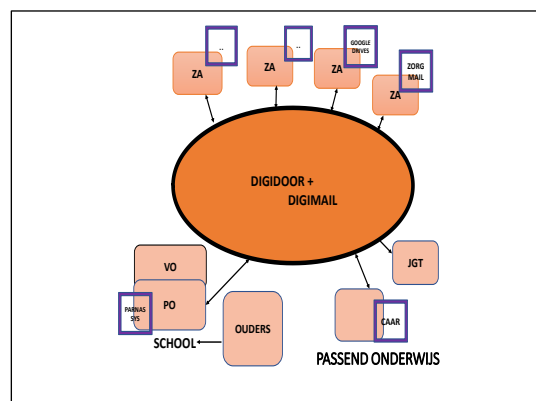 ..
ZA
..
ZA
GOOGLE
DRIVES
ZA
ZORG
MAIL
ZA
DIGIDOOR +
DIGIMAIL
VO
PO
PARNAS
SYS
SCHOOL
OUDERS
JGT
CAAR
PASSEND ONDERWIJS